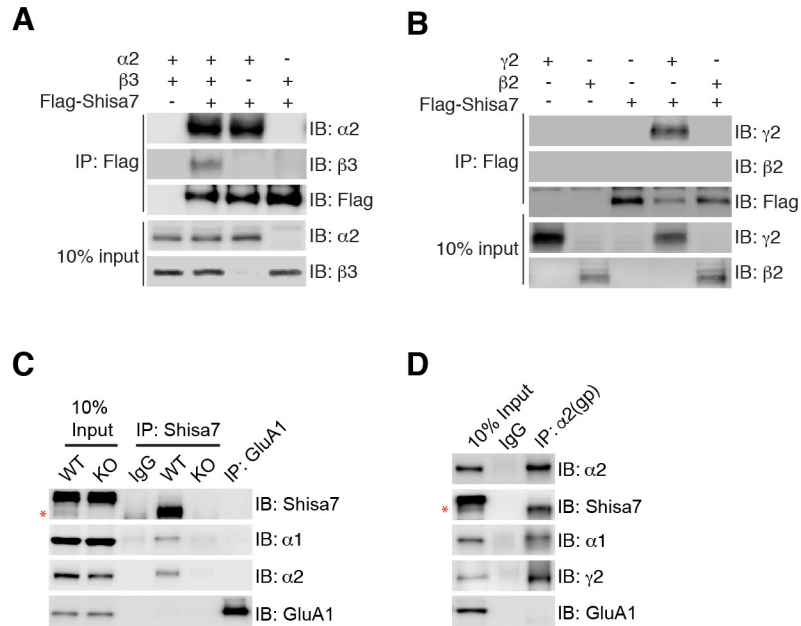 A
α2 + + + -
β3 + + - +
Flag-Shisa7 - + + +
IP: Flag
IB: α2
IB: β3
IB: Flag
10% input
IB: α2
IB: β3
B
γ2 + - - + -
β2 - + - - +
Flag-Shisa7 - - + + +
IP: Flag
IB: γ2
IB: β2
IB: Flag
10% input
IB: γ2
IB: β2
C
10%
Input
IP: Shisa7
WT KO IgG WT KO IP: GluA1
* IB: Shisa7
IB: α1
IB: α2
IB: GluA1
D
10% Input IgG IP: α2(gp)
IB: α2
* IB: Shisa7
IB: α1
IB: γ2
IB: GluA1